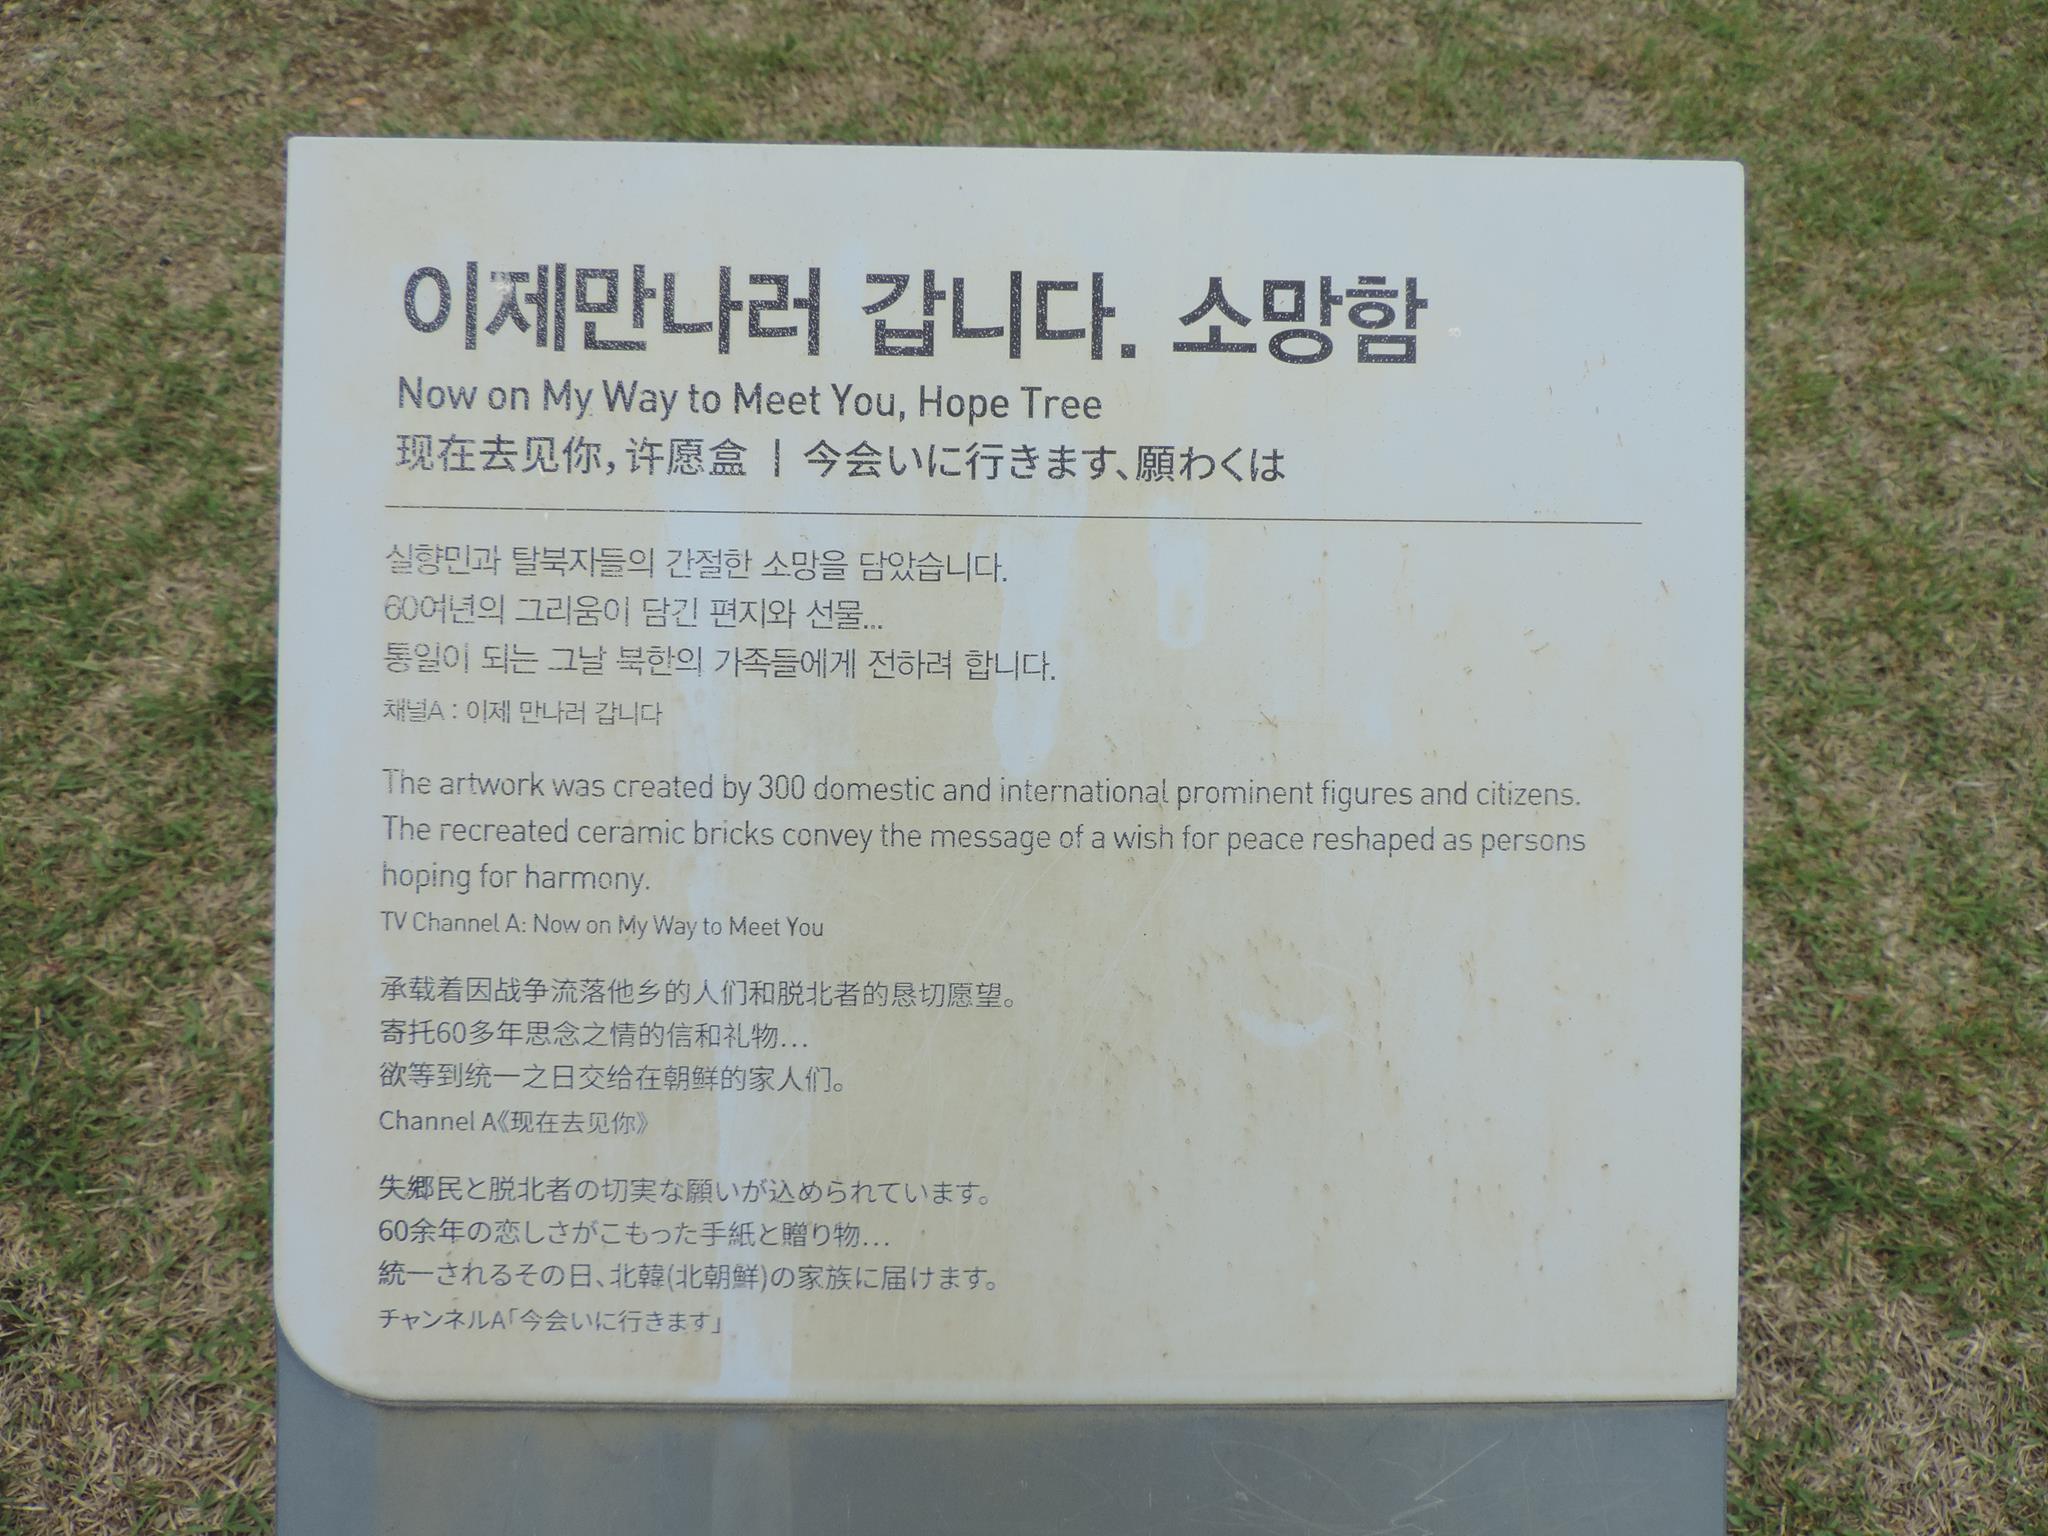 이제만나러 갑니다. 소망함
Now on My Way to Meet You, Hope Tree
现在去见你, 许愿盒 | 今会いに行きます、願わくは
실향민과 탈북자들의 간절한 소망을 담았습니다.
60여년의 그리움이 담긴 편지와 선물...
통일이 되는 그날 북한의 가족들에게 전하려 합니다.
채널A : 이제 만나러 갑니다
The artwork was created by 300 domestic and international prominent figures and citizens.
The recreated ceramic bricks convey the message of a wish for peace reshaped as persons
hoping for harmony.
TV Channel A: Now on My Way to Meet You
承载着因战争流落他乡的人们和脱北者的恳切愿望。
寄托60多年思念之情的信和礼物...
欲等到统一之日交给在朝鲜的家人们。
Channel A《现在去见你》
失郷民と脱北者の切実な願いが込められています。
60余年の恋しさがこもった手紙と贈り物...
統一されるその日、北韓(北朝鮮)の家族に届けます。
チャンネルA「今会いに行きます」